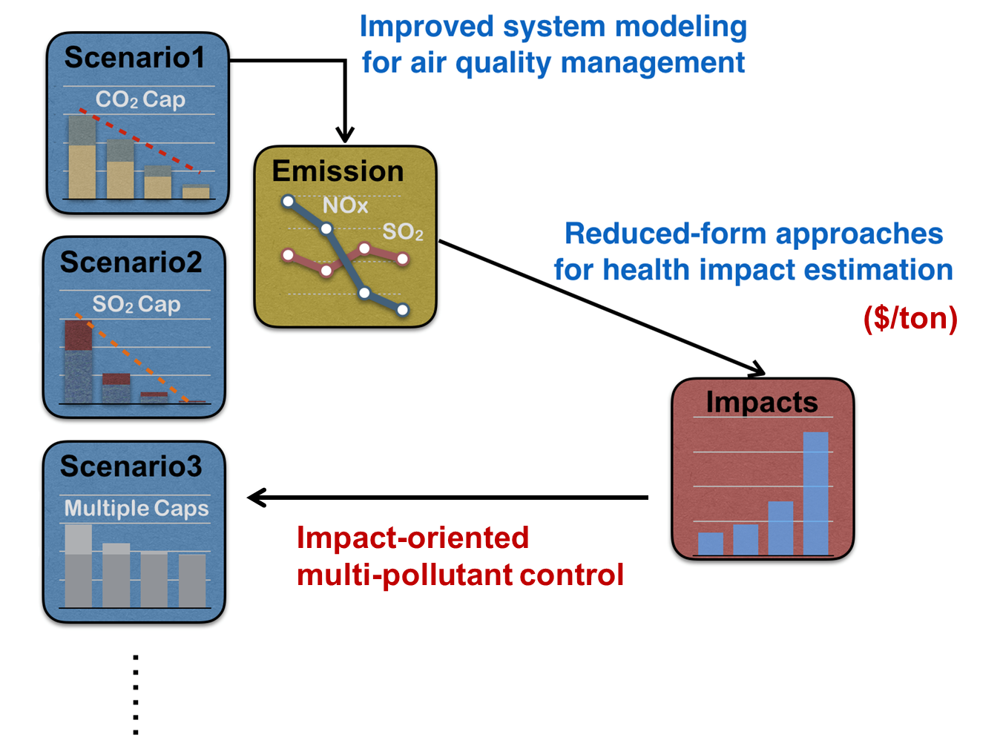 Improved system modeling
for air quality management
Scenario1
CO₂ Cap
Emission
NOx
SO₂
Scenario2
SO₂ Cap
Reduced-form approaches
for health impact estimation
($/ton)
Impacts
Scenario3
Multiple Caps
Impact-oriented
multi-pollutant control